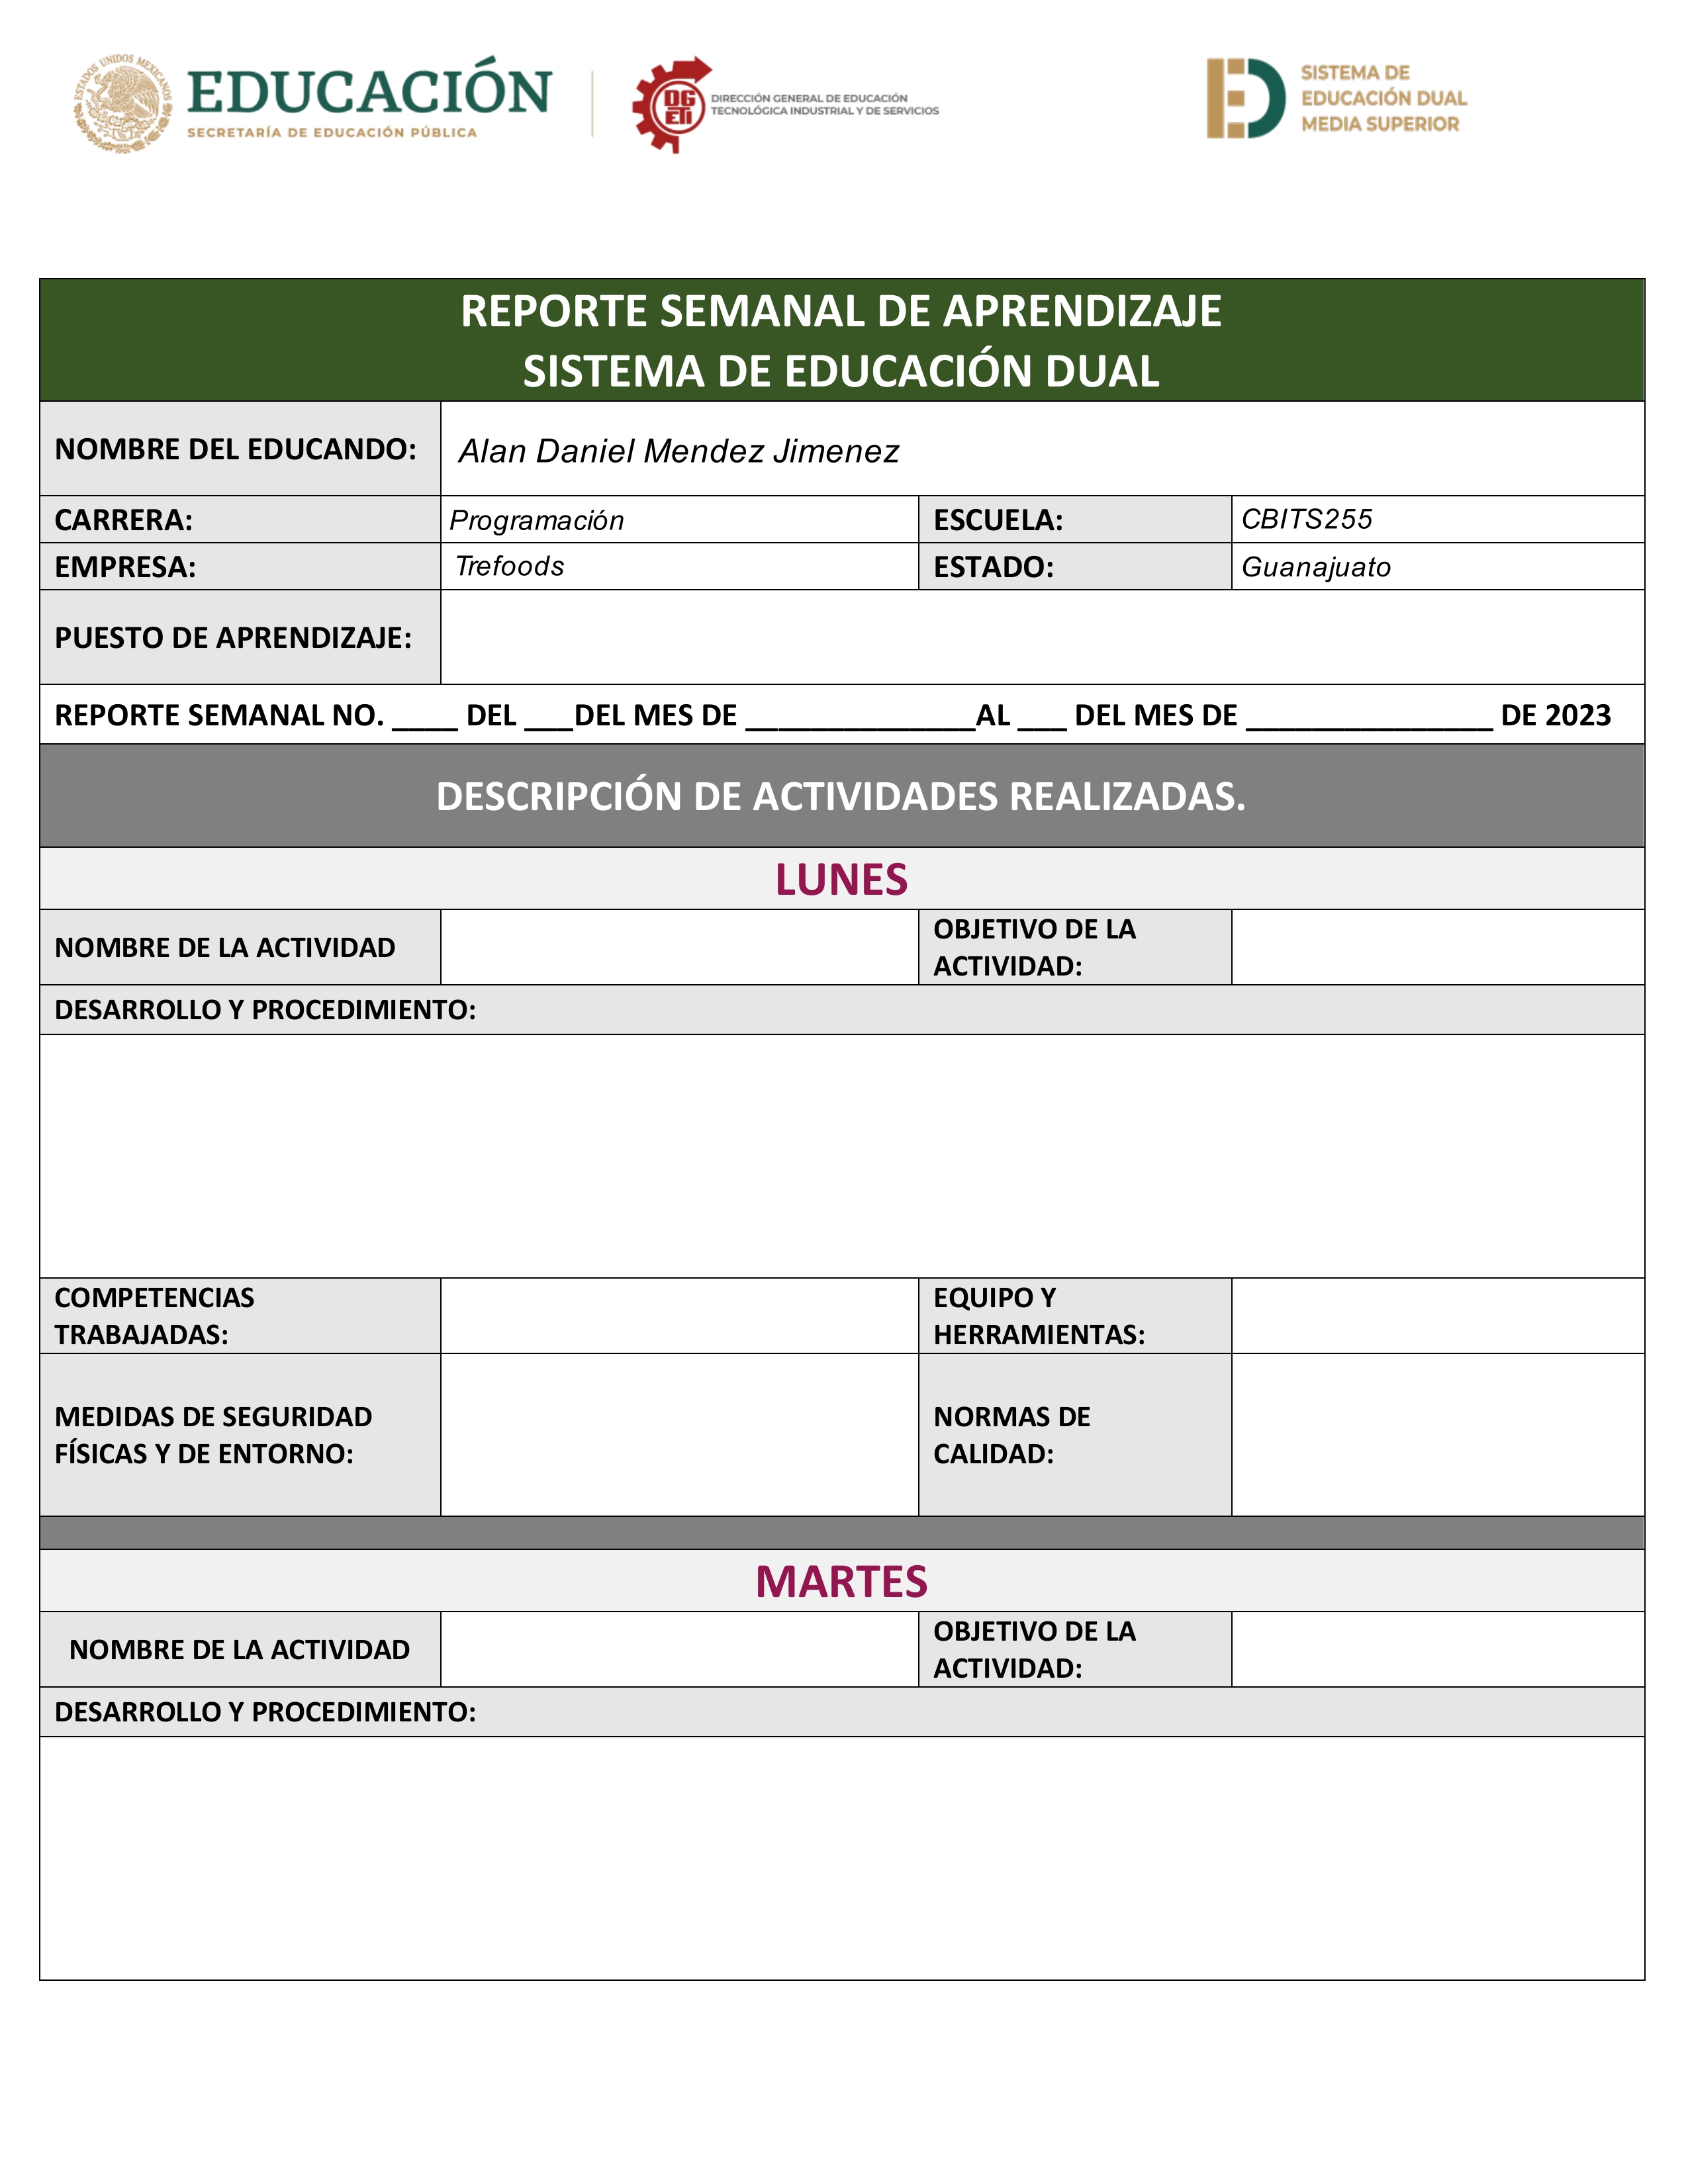 ESTADOS UNIDOS MEXICANOS
EDUCACIÓN
SECRETARÍA DE EDUCACIÓN PÚBLICA
DGETI
DIRECCIÓN GENERAL DE EDUCACIÓN
TECNOLÓGICA INDUSTRIAL Y DE SERVICIOS
SISTEMA DE
EDUCACIÓN DUAL
MEDIA SUPERIOR
REPORTE SEMANAL DE APRENDIZAJE
SISTEMA DE EDUCACIÓN DUAL
NOMBRE DEL EDUCANDO: Alan Daniel Mendez Jimenez
CARRERA: Programación ESCUELA: CBITS255
EMPRESA: Trefoods ESTADO: Guanajuato
PUESTO DE APRENDIZAJE:
REPORTE SEMANAL NO. ____ DEL ___DEL MES DE ______________AL ___ DEL MES DE _______________ DE 2023
DESCRIPCIÓN DE ACTIVIDADES REALIZADAS.
LUNES
NOMBRE DE LA ACTIVIDAD
OBJETIVO DE LA
ACTIVIDAD:
DESARROLLO Y PROCEDIMIENTO:
COMPETENCIAS
TRABAJADAS:
EQUIPO Y
HERRAMIENTAS:
MEDIDAS DE SEGURIDAD
FÍSICAS Y DE ENTORNO:
NORMAS DE
CALIDAD:
MARTES
NOMBRE DE LA ACTIVIDAD
OBJETIVO DE LA
ACTIVIDAD:
DESARROLLO Y PROCEDIMIENTO: